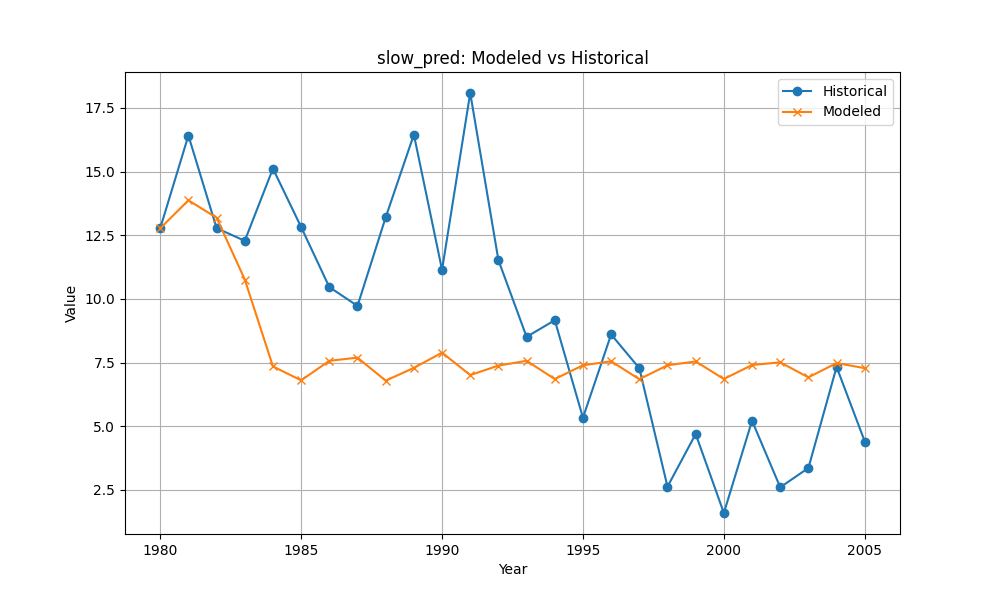 slow_pred: Modeled vs Historical
Historical
Modeled
Value
17.5
15.0
12.5
10.0
7.5
5.0
2.5
1980
1985
1990
1995
2000
2005
Year